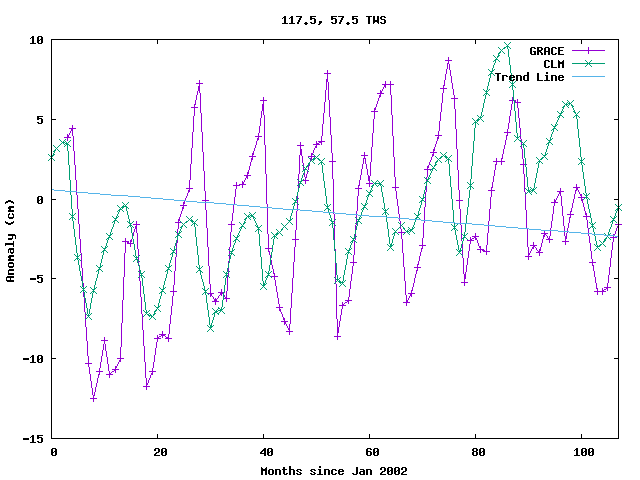 117.5, 57.5 TWS
GRACE
CLM
Trend Line
10
5
0
-5
-10
-15
Anomaly (cm)
0 20 40 60 80 100
Months since Jan 2002